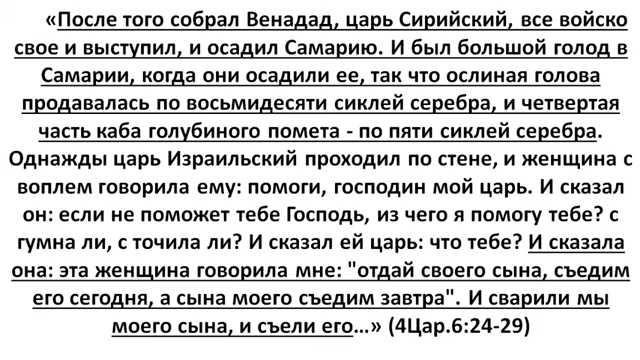 «После того собрал Венадад, царь Сирийский, все войско
свое и выступил, и осадил Самарию. И был большой голод в
Самарии, когда они осадили ее, так что ослиная голова
продавалась по восьмидесяти сиклей серебра, и четвертая
часть каба голубиного помета - по пяти сиклей серебра.
Однажды царь Израильский проходил по стене, и женщина с
воплем говорила ему: помоги, господин мой царь. И сказал
он: если не поможет тебе Господь, из чего я помогу тебе? с
гумна ли, с точила ли? И сказал ей царь: что тебе? И сказала
она: эта женщина говорила мне: "отдай своего сына, съедим
его сегодня, а сына моего съедим завтра". И сварили мы
моего сына, и съели его…» (4Цар.6:24-29)